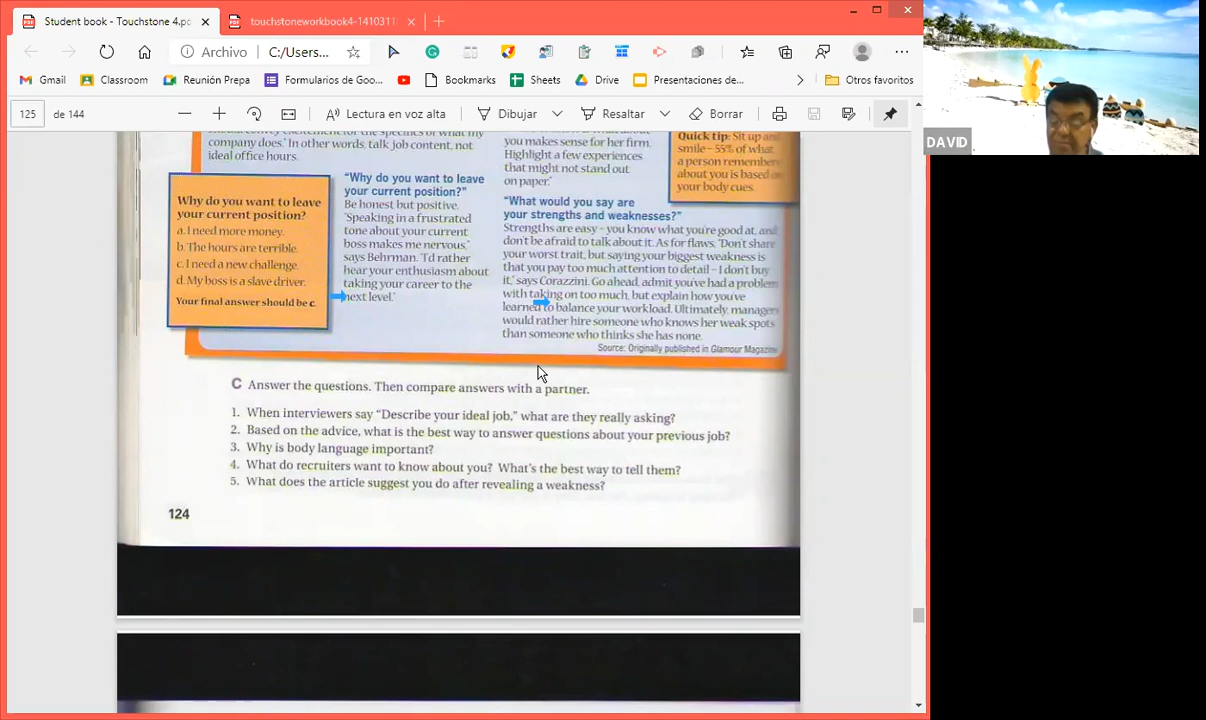 Student book - Touchstone 4.pc
touchstoneworkbook4-14103111
Archivo
C:/Users...
Gmail
Classroom
Reunión Prepa
Formularios de Goo...
Bookmarks
Sheets
Drive
Presentaciones de...
Otros favoritos
125
de 144
Lectura en voz alta
Dibujar
Resaltar
Borrar
DAVID
company does." In other words, talk job content, not
ideal office hours.
Why do you want to leave
your current position?
a. I need more money.
b. The hours are terrible.
c. I need a new challenge.
d. My boss is a slave driver.
Your final answer should be c.
"Why do you want to leave
your current position?"
Be honest but positive.
"Speaking in a frustrated
tone about your current
boss makes me nervous,"
says Behrman. "I'd rather
hear your enthusiasm about
taking your career to the
next level."
you makes sense for her firm.
Highlight a few experiences
that might not stand out
on paper."
"What would you say are
your strengths and weaknesses?"
Strengths are easy – you know what you're good at, and
don't be afraid to talk about it. As for flaws, "Don't share
your worst trait, but saying your biggest weakness is
that you pay too much attention to detail – I don't buy
it," says Corazzini. Go ahead, admit you've had a problem
with taking on too much, but explain how you've
learned to balance your workload. Ultimately, managers
would rather hire someone who knows her weak spots
than someone who thinks she has none.
Source: Originally published in Glamour Magazine
Quick tip: Sit up and
smile – 55% of what
a person remembers
about you is based on
your body cues.
C Answer the questions. Then compare answers with a partner.
1. When interviewers say "Describe your ideal job," what are they really asking?
2. Based on the advice, what is the best way to answer questions about your previous job?
3. Why is body language important?
4. What do recruiters want to know about you? What's the best way to tell them?
5. What does the article suggest you do after revealing a weakness?
124